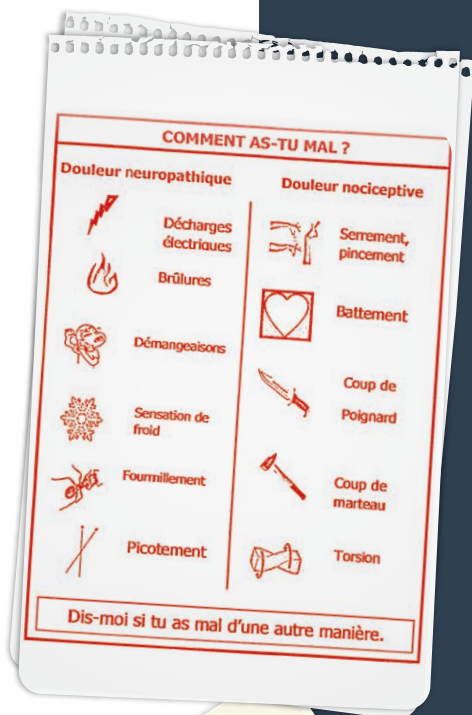 COMMENT AS-TU MAL ?
Douleur neuropathique
Décharges
électriques
Brûlures
Démangeaisons
Sensation de
froid
Fourmillement
Picotement
Douleur nociceptive
Serrement,
pincement
Battement
Coup de
Poignard
Coup de
marteau
Torsion
Dis-moi si tu as mal d'une autre manière.